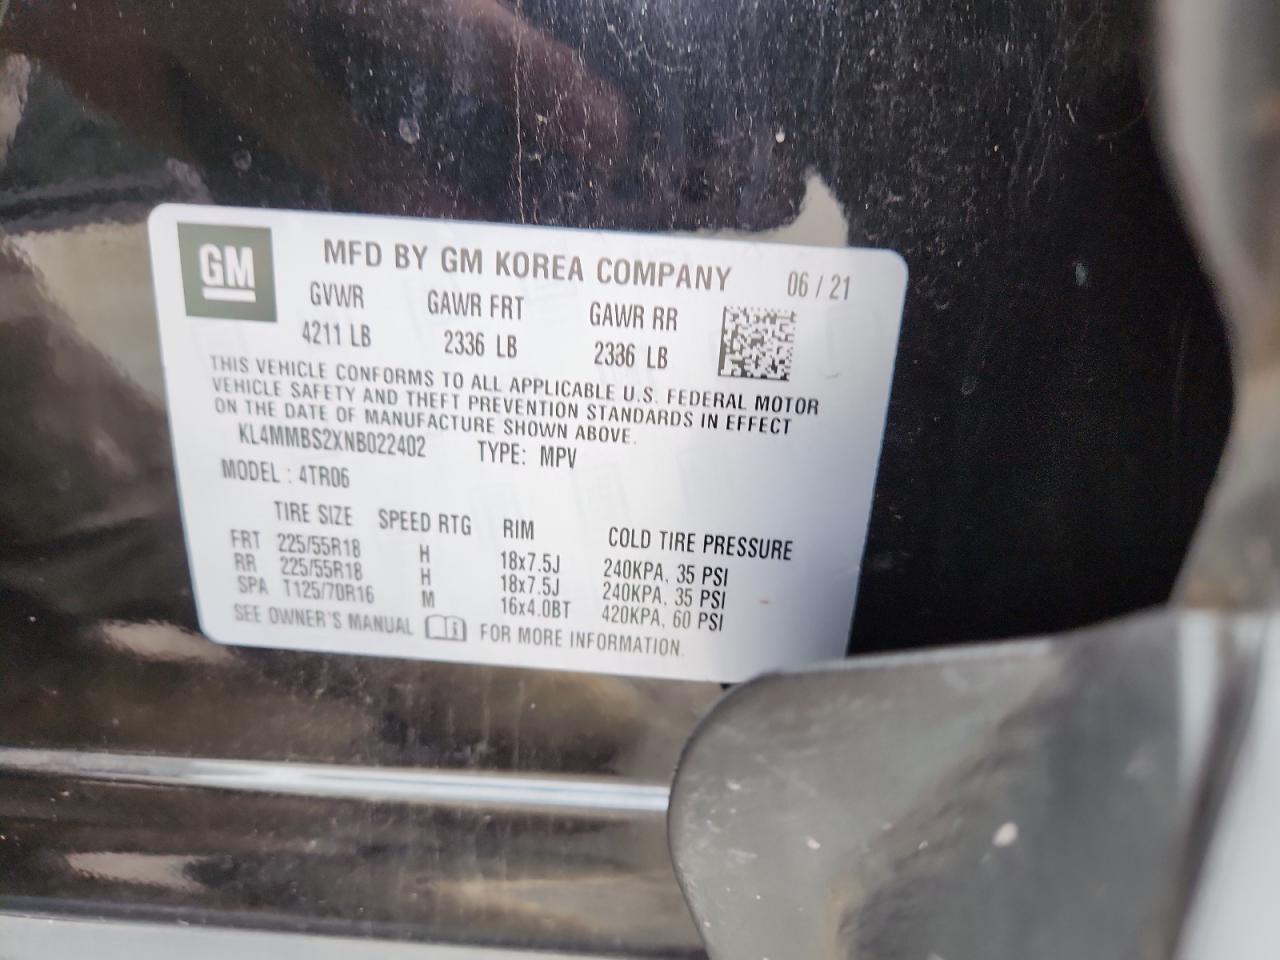 GM MFD BY GM KOREA COMPANY 06 / 21
GVWR GAWR FRT GAWR RR
4211 LB 2336 LB 2336 LB
THIS VEHICLE CONFORMS TO ALL APPLICABLE U.S. FEDERAL MOTOR
VEHICLE SAFETY AND THEFT PREVENTION STANDARDS IN EFFECT
ON THE DATE OF MANUFACTURE SHOWN ABOVE.
KL4MMBS2XNB022402 TYPE: MPV
MODEL : 4TR06
TIRE SIZE SPEED RTG RIM COLD TIRE PRESSURE
FRT 225/55R18 H 18x7.5J 240KPA, 35 PSI
RR 225/55R18 H 18x7.5J 240KPA, 35 PSI
SPA T125/70R16 M 16x4.0BT 420KPA, 60 PSI
SEE OWNER'S MANUAL FOR MORE INFORMATION.